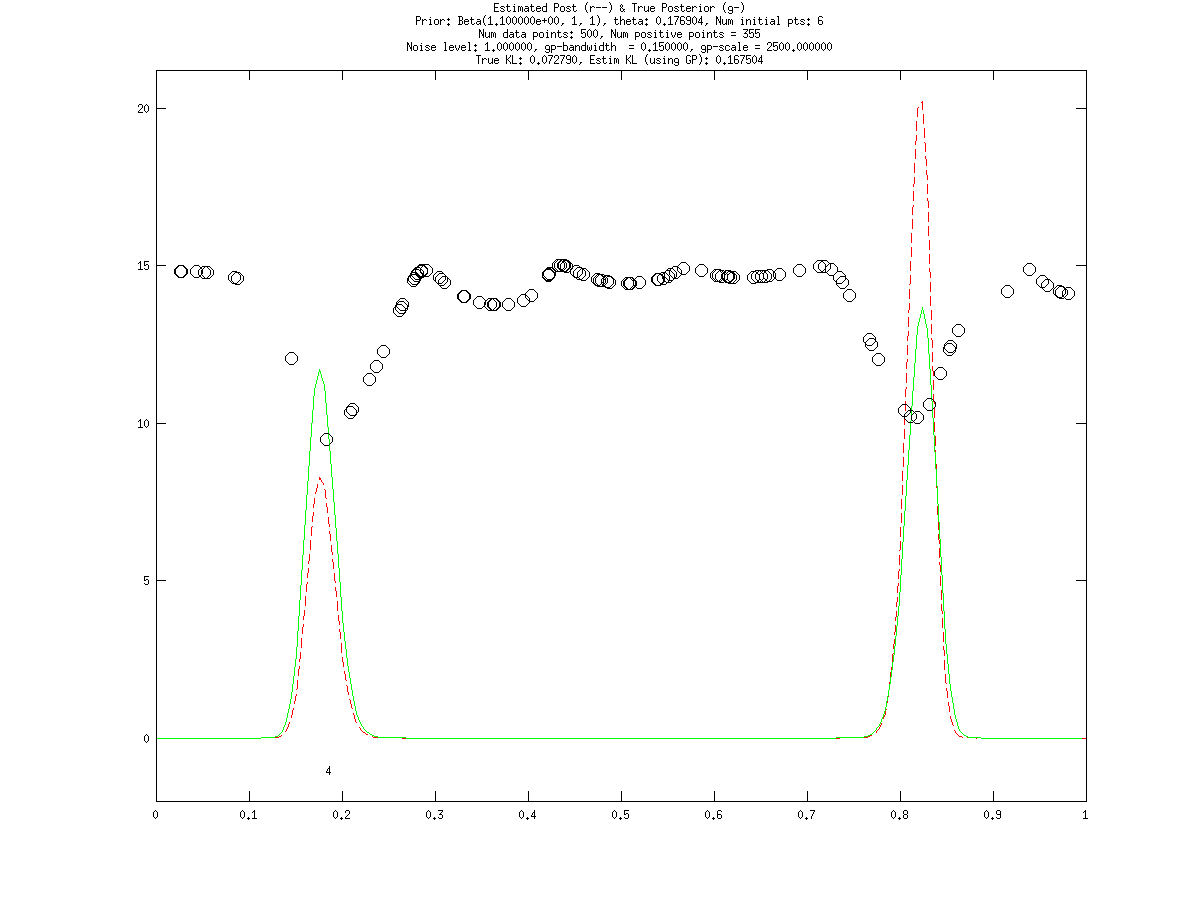 Estimated Post (r--) & True Posterior (g-)
Prior: Beta(1.100000e+00, 1, 1), theta: 0.176904, Num initial pts: 6
Num data points: 500, Num positive points = 355
Noise level: 1.000000, gp-bandwidth  = 0.150000, gp-scale = 2500.000000
True KL: 0.072790, Estim KL (using GP): 0.167504
20
15
10
5
0
4
0 0.1 0.2 0.3 0.4 0.5 0.6 0.7 0.8 0.9 1